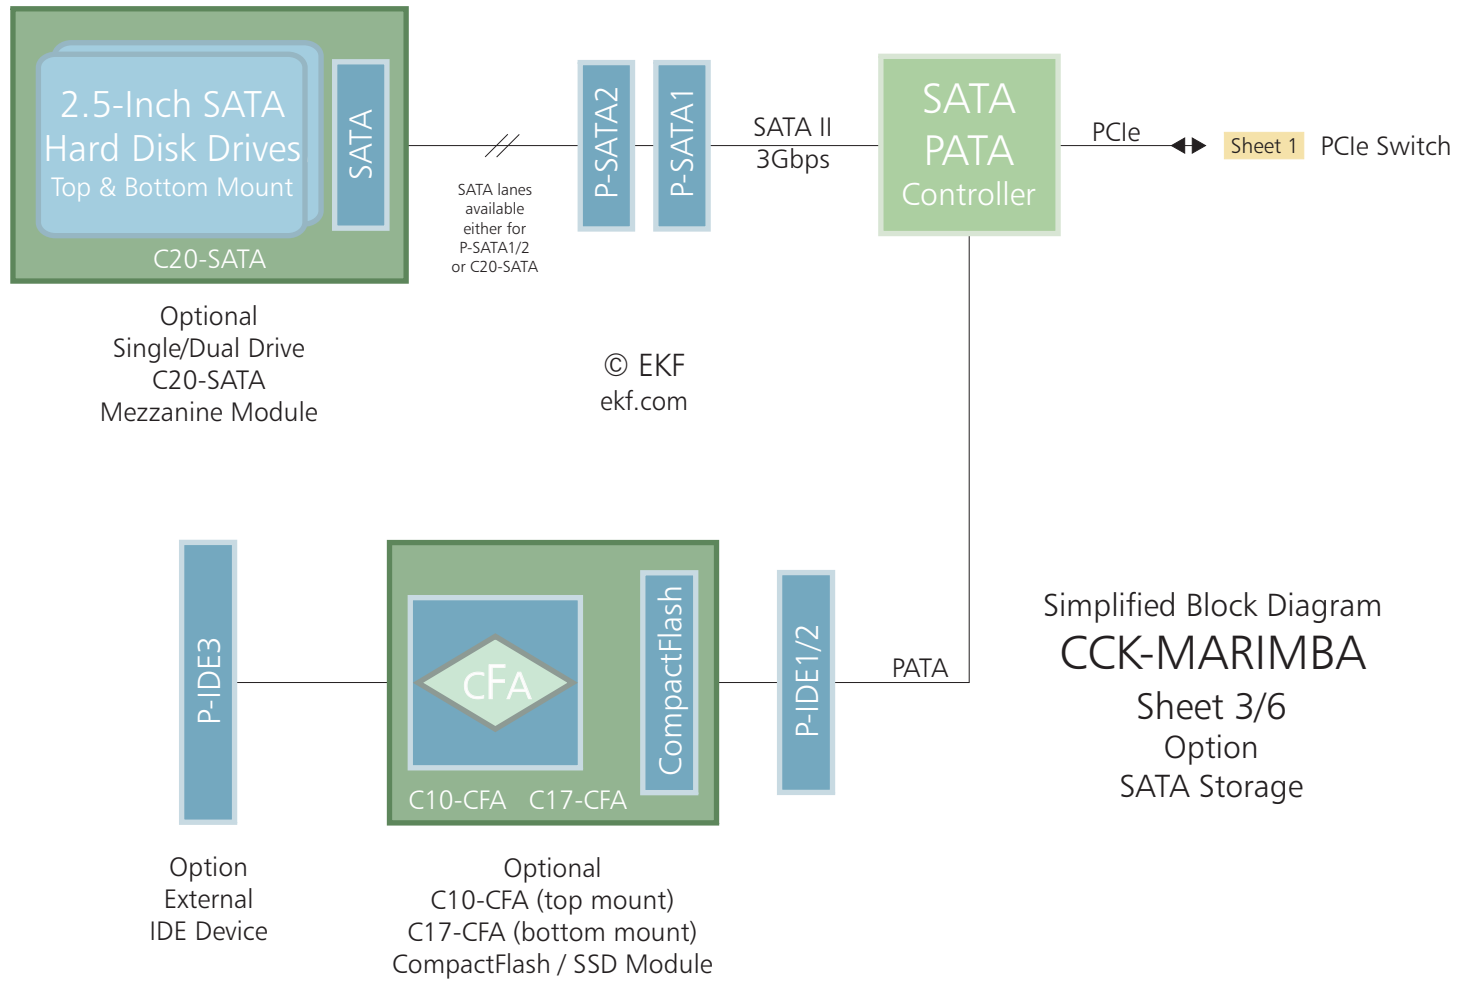 2.5-Inch SATA
Hard Disk Drives
Top & Bottom Mount
SATA
C20-SATA
Optional
Single/Dual Drive
C20-SATA
Mezzanine Module
SATA lanes
available
either for
P-SATA1/2
or C20-SATA
P-SATA2
P-SATA1
SATA II
3Gbps
SATA
PATA
Controller
PCIe
Sheet 1
PCIe Switch
© EKF
ekf.com
P-IDE3
Option
External
IDE Device
CFA
CompactFlash
C10-CFA C17-CFA
Optional
C10-CFA (top mount)
C17-CFA (bottom mount)
CompactFlash / SSD Module
P-IDE1/2
PATA
Simplified Block Diagram
CCK-MARIMBA
Sheet 3/6
Option
SATA Storage